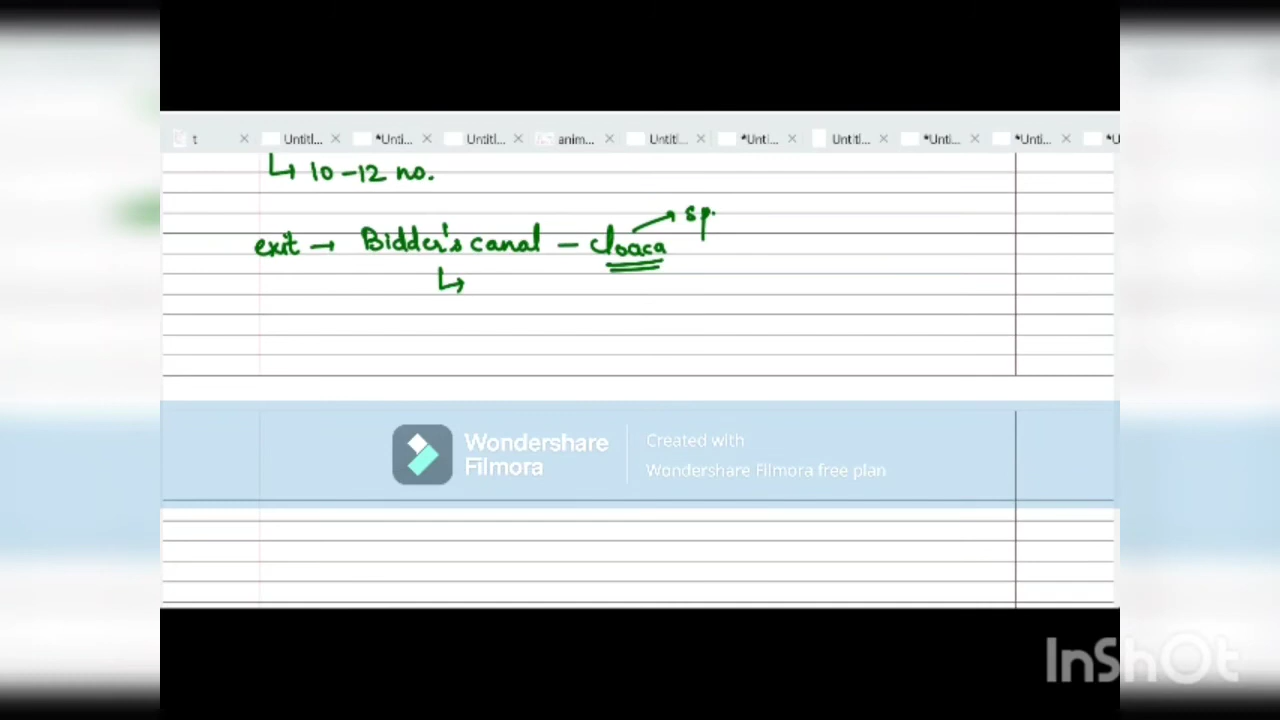 t × Untitl... × *Unti... × Untitl... × anim... × Untitl... × *Unti... × Untitl... × *Unti... × *Unti... × *U
↳ 10-12 no.
sp.
exit → Bidder's canal - cloaca
↳
Wondershare Filmora
Created with
Wondershare Filmora free plan
InShOt